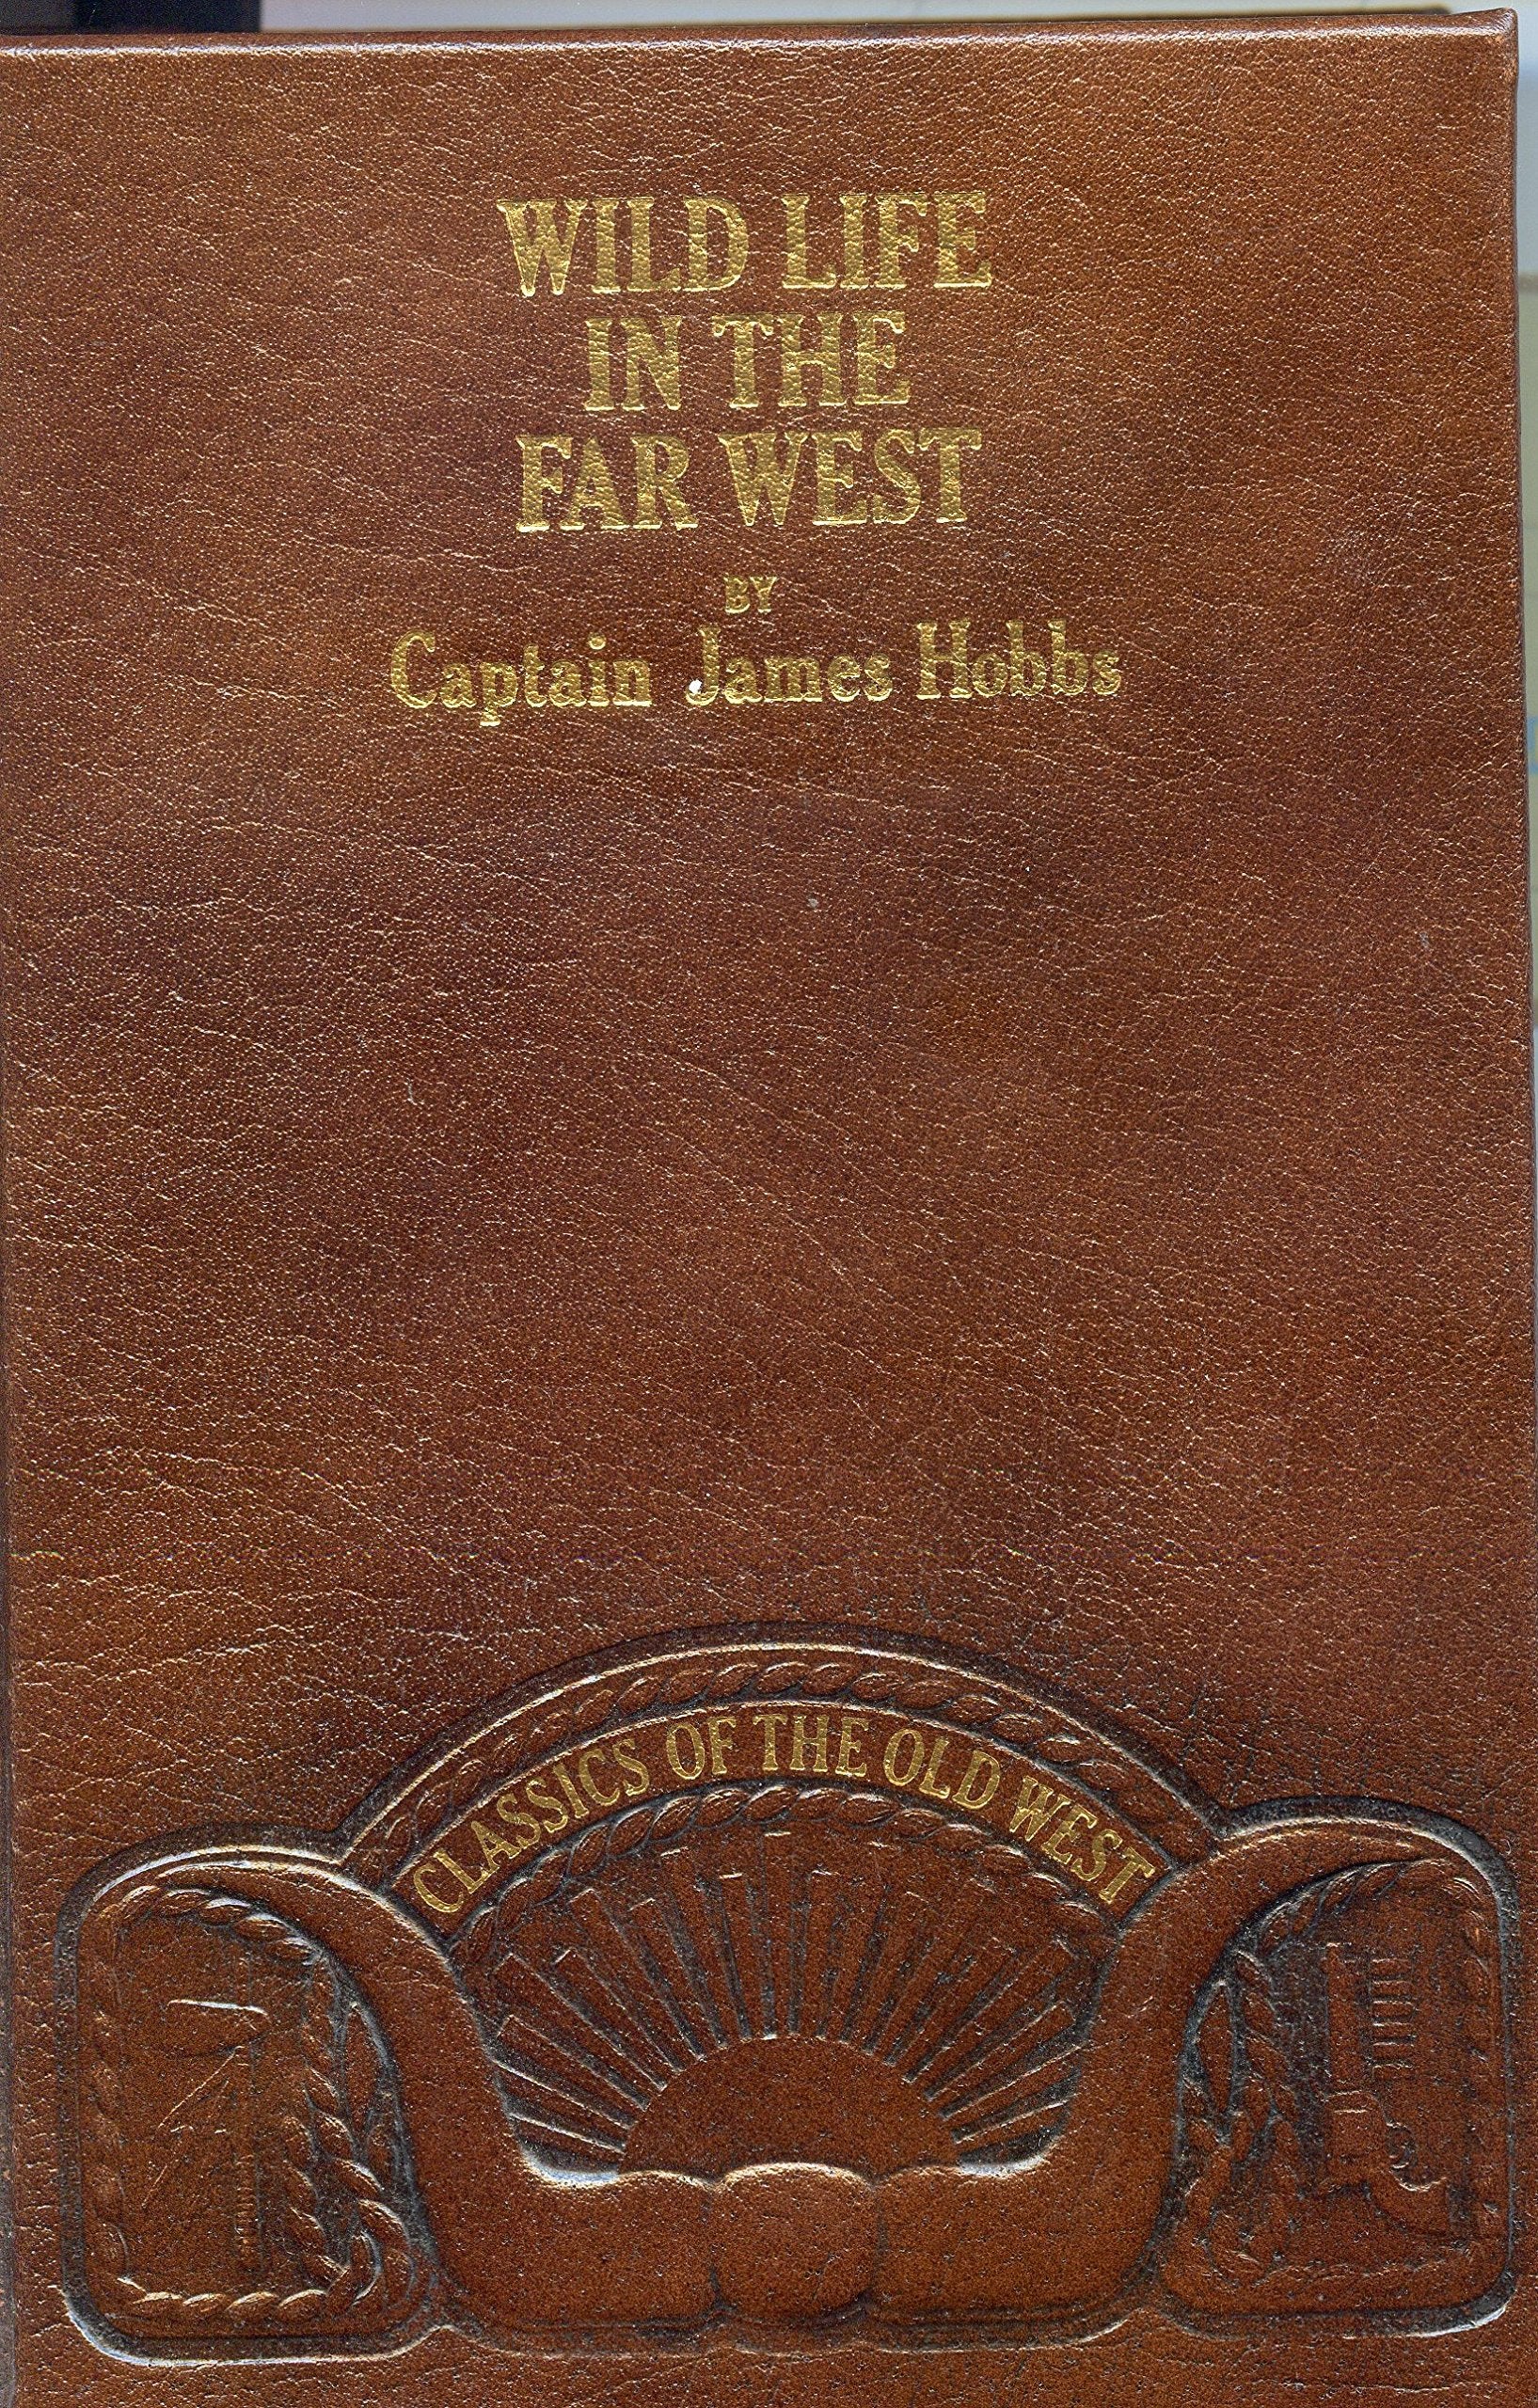 WILD LIFE
IN THE
FAR WEST
BY
Captain James Hobbs
CLASSICS OF THE OLD WEST